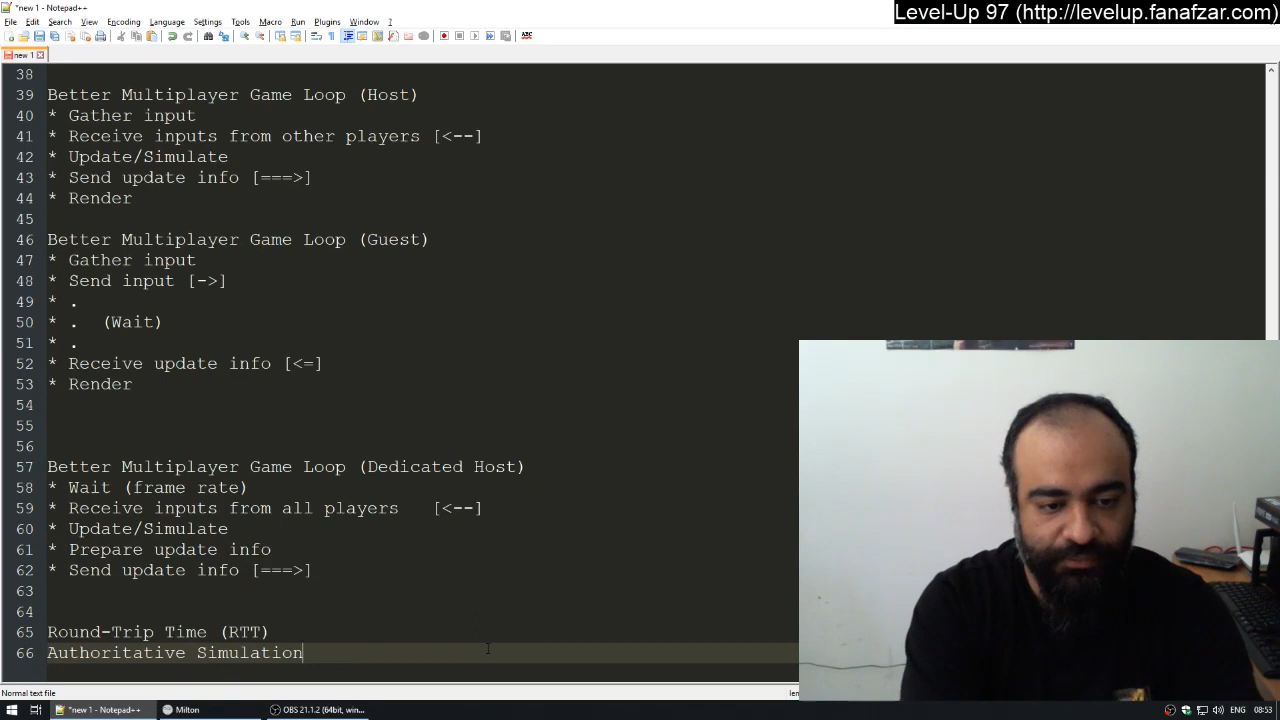 *new 1 - Notepad++
Level-Up 97 (http://levelup.fanafzar.com)
File Edit Search View Encoding Language Settings Tools Macro Run Plugins Window ?
ABC
new 1
38
39 Better Multiplayer Game Loop (Host)
40 * Gather input
41 * Receive inputs from other players [<--]
42 * Update/Simulate
43 * Send update info [===>]
44 * Render
45
46 Better Multiplayer Game Loop (Guest)
47 * Gather input
48 * Send input [->]
49 * .
50 * .  (Wait)
51 * .
52 * Receive update info [<=]
53 * Render
54
55
56
57 Better Multiplayer Game Loop (Dedicated Host)
58 * Wait (frame rate)
59 * Receive inputs from all players   [<--]
60 * Update/Simulate
61 * Prepare update info
62 * Send update info [===>]
63
64
65 Round-Trip Time (RTT)
66 Authoritative Simulation
Normal text file
*new 1 - Notepad++
Milton
OBS 21.1.2 (64bit, win...
ENG
08:53